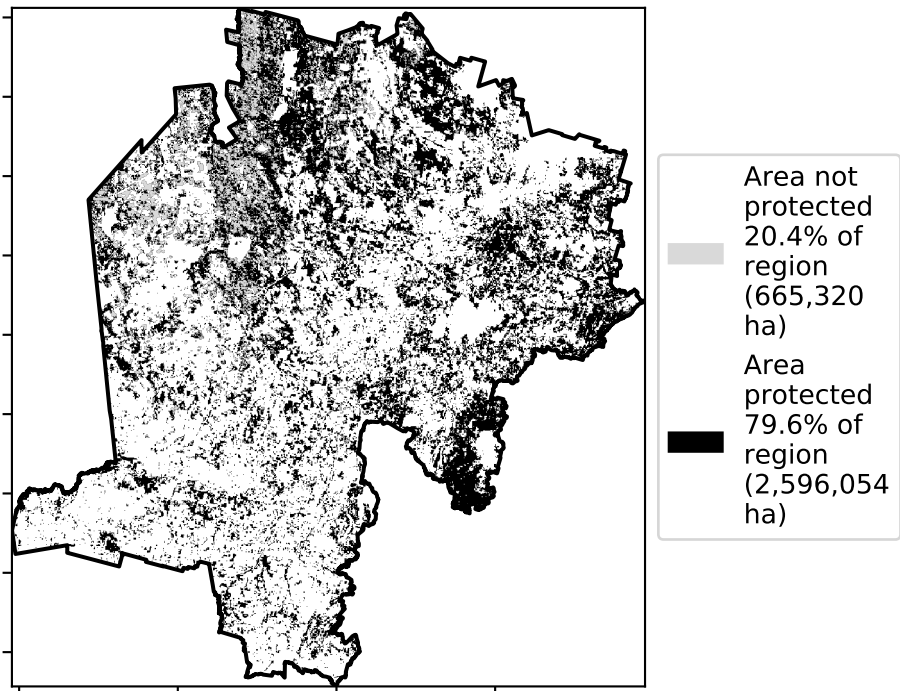 Area not
protected
20.4% of
region
(665,320
ha)
Area
protected
79.6% of
region
(2,596,054
ha)